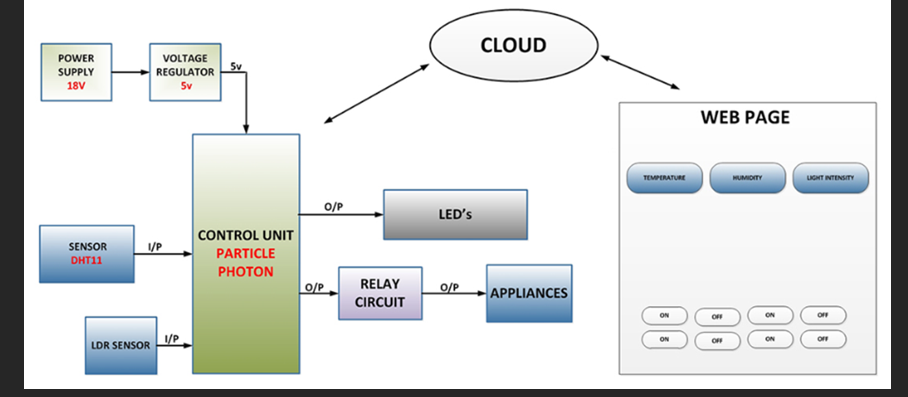 CLOUD
POWER
SUPPLY
18V
VOLTAGE
REGULATOR
5v
5v
WEB PAGE
TEMPERATURE
HUMIDITY
LIGHT INTENSITY
CONTROL UNIT
PARTICLE
PHOTON
O/P
LED's
SENSOR
DHT11
I/P
O/P
RELAY
CIRCUIT
O/P
APPLIANCES
LDR SENSOR
I/P
ON
OFF
ON
OFF
ON
OFF
ON
OFF